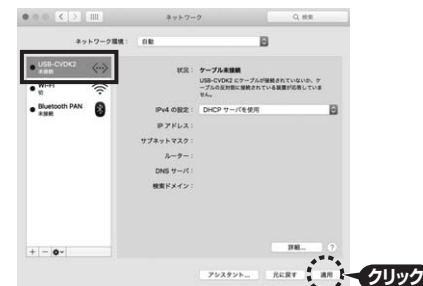 ネットワーク
検索
ネットワーク環境： 自動
USB-CVDK2
未接続
Wi-Fi
切
Bluetooth PAN
未接続
状況： ケーブル未接続
USB-CVDK2 にケーブルが接続されていないか、ケ
ーブルの反対側に接続されている装置が応答していま
せん。
IPv4 の設定： DHCP サーバを使用
IP アドレス：
サブネットマスク：
ルーター：
DNS サーバ：
検索ドメイン：
詳細... ?
アシスタント... 元に戻す 適用
クリック